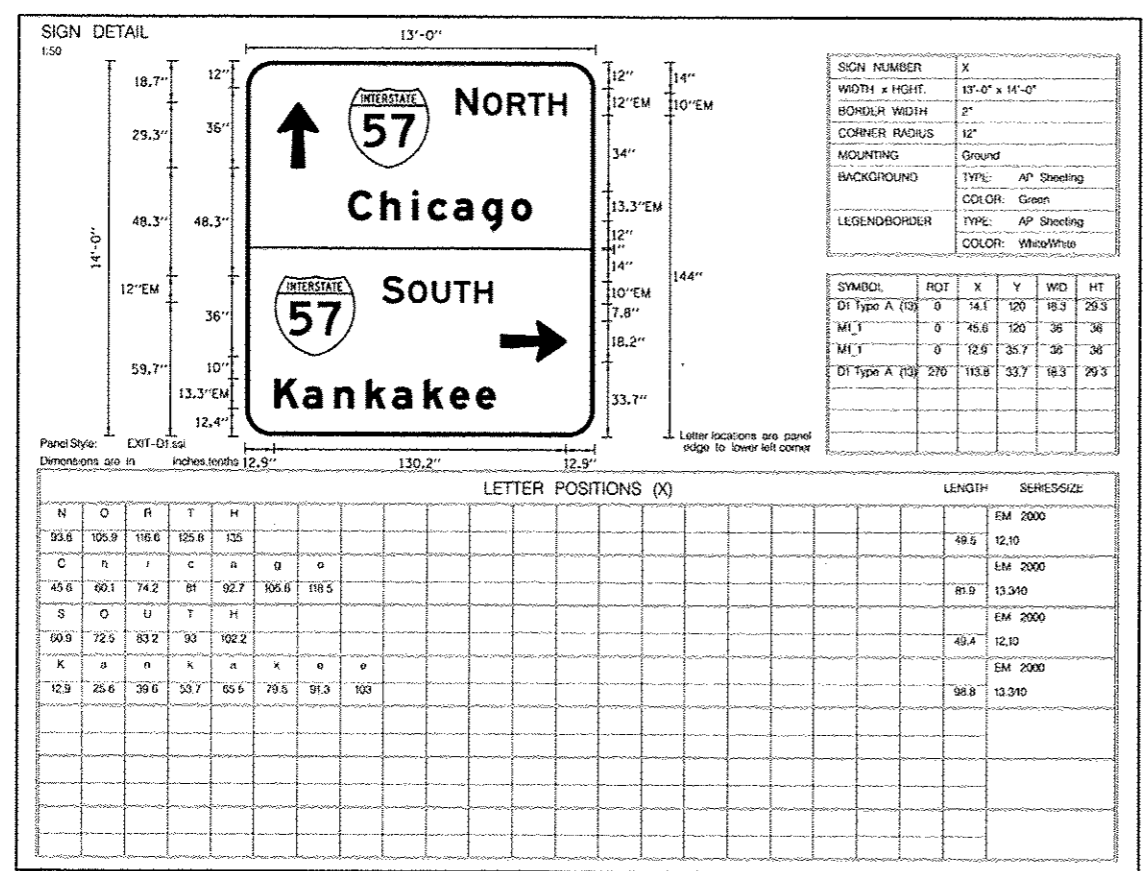 SIGN DETAIL
1:50
13'-0"
18.7"
29.3"
48.3"
12"EM
59.7"
14'-0"
12"
36"
48.3"
36"
10"
13.3"EM
12.4"
INTERSTATE
57
NORTH
Chicago
INTERSTATE
57
SOUTH
Kankakee
12"
12"EM
34"
13.3"EM
12"
14"
10"EM
7.8"
18.2"
33.7"
14"
10"EM
144"
12.9" 130.2" 12.9"
Panel Style: EXIT-D1.ssi
Dimensions are in inches.tenths
Letter locations are panel
edge to lower left corner
SIGN NUMBER X
WIDTH x HGHT. 13'-0" x 14'-0"
BORDER WIDTH 2"
CORNER RADIUS 12"
MOUNTING Ground
BACKGROUND TYPE: AP Sheeting
COLOR: Green
LEGEND/BORDER TYPE: AP Sheeting
COLOR: White/White
SYMBOL ROT X Y WID HT
D1 Type A (13) 0 14.1 120 18.3 29.3
M1_1 0 45.6 120 36 36
M1_1 0 12.9 35.7 36 36
D1 Type A (13) 270 113.8 33.7 18.3 29.3
LETTER POSITIONS (X) LENGTH SERIES/SIZE
N O R T H EM 2000
93.8 105.9 116.6 125.8 135 49.5 12,10
C h i c a g o EM 2000
45.6 60.1 74.2 81 92.7 105.6 118.5 81.9 13.3/10
S O U T H EM 2000
60.9 72.5 83.2 93 102.2 49.4 12,10
K a n k a k e e EM 2000
12.9 25.6 39.6 53.7 65.5 79.5 91.3 103 98.8 13.3/10